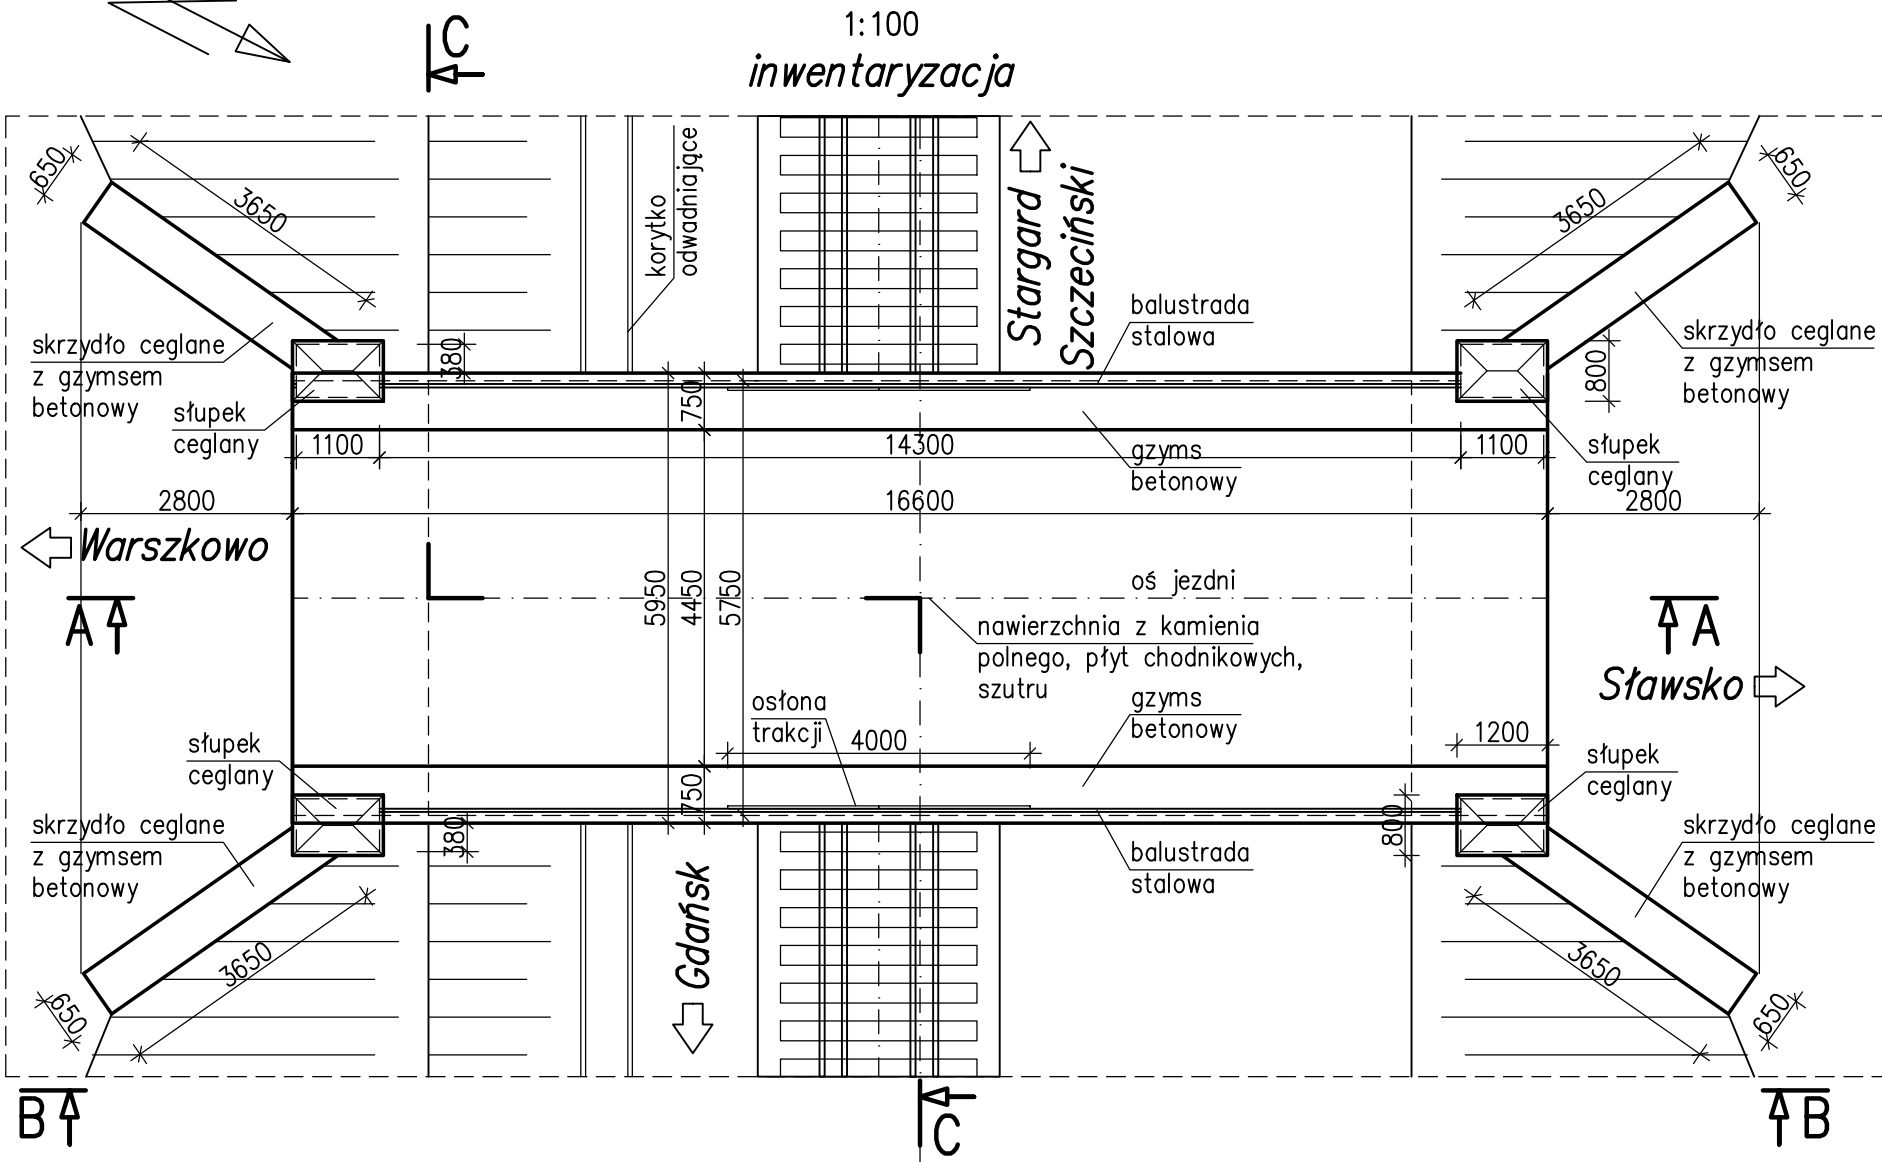 1:100
inwentaryzacja
C
650
3650
korytko
odwadniające
Stargard
Szczeciński
3650
650
skrzydło ceglane
z gzymsem
betonowy
słupek
ceglany
380
750
balustrada
stalowa
800
skrzydło ceglane
z gzymsem
betonowy
słupek
ceglany
1100
14300
1100
gzyms
betonowy
2800
16600
2800
Warszkowo
A
5950
4450
5750
oś jezdni
nawierzchnia z kamienia
polnego, płyt chodnikowych,
szutru
A
Sławsko
osłona
trakcji
4000
gzyms
betonowy
1200
słupek
ceglany
słupek
ceglany
750
380
800
skrzydło ceglane
z gzymsem
betonowy
balustrada
stalowa
skrzydło ceglane
z gzymsem
betonowy
Gdańsk
3650
650
3650
650
B
C
B